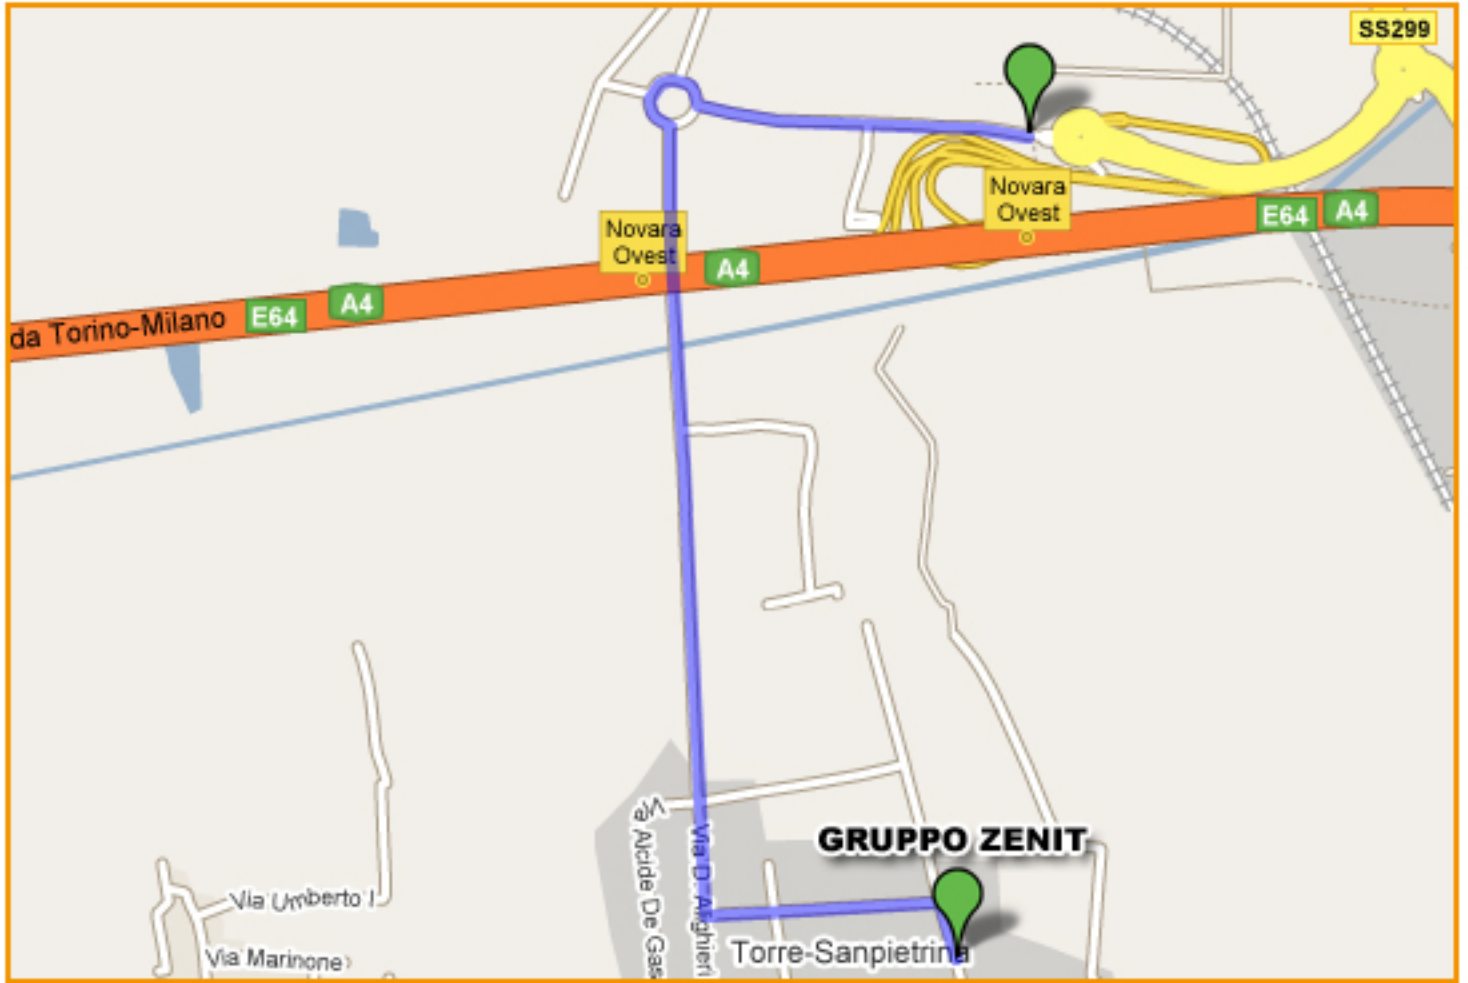 SS299
Novara
Ovest
Novara
Ovest
E64
A4
A4
E64
A4
da Torino-Milano
GRUPPO ZENIT
Via Alcide De Gas
Via D. Alighieri
Via Umberto I
Via Marinone
Torre-Sanpietrina